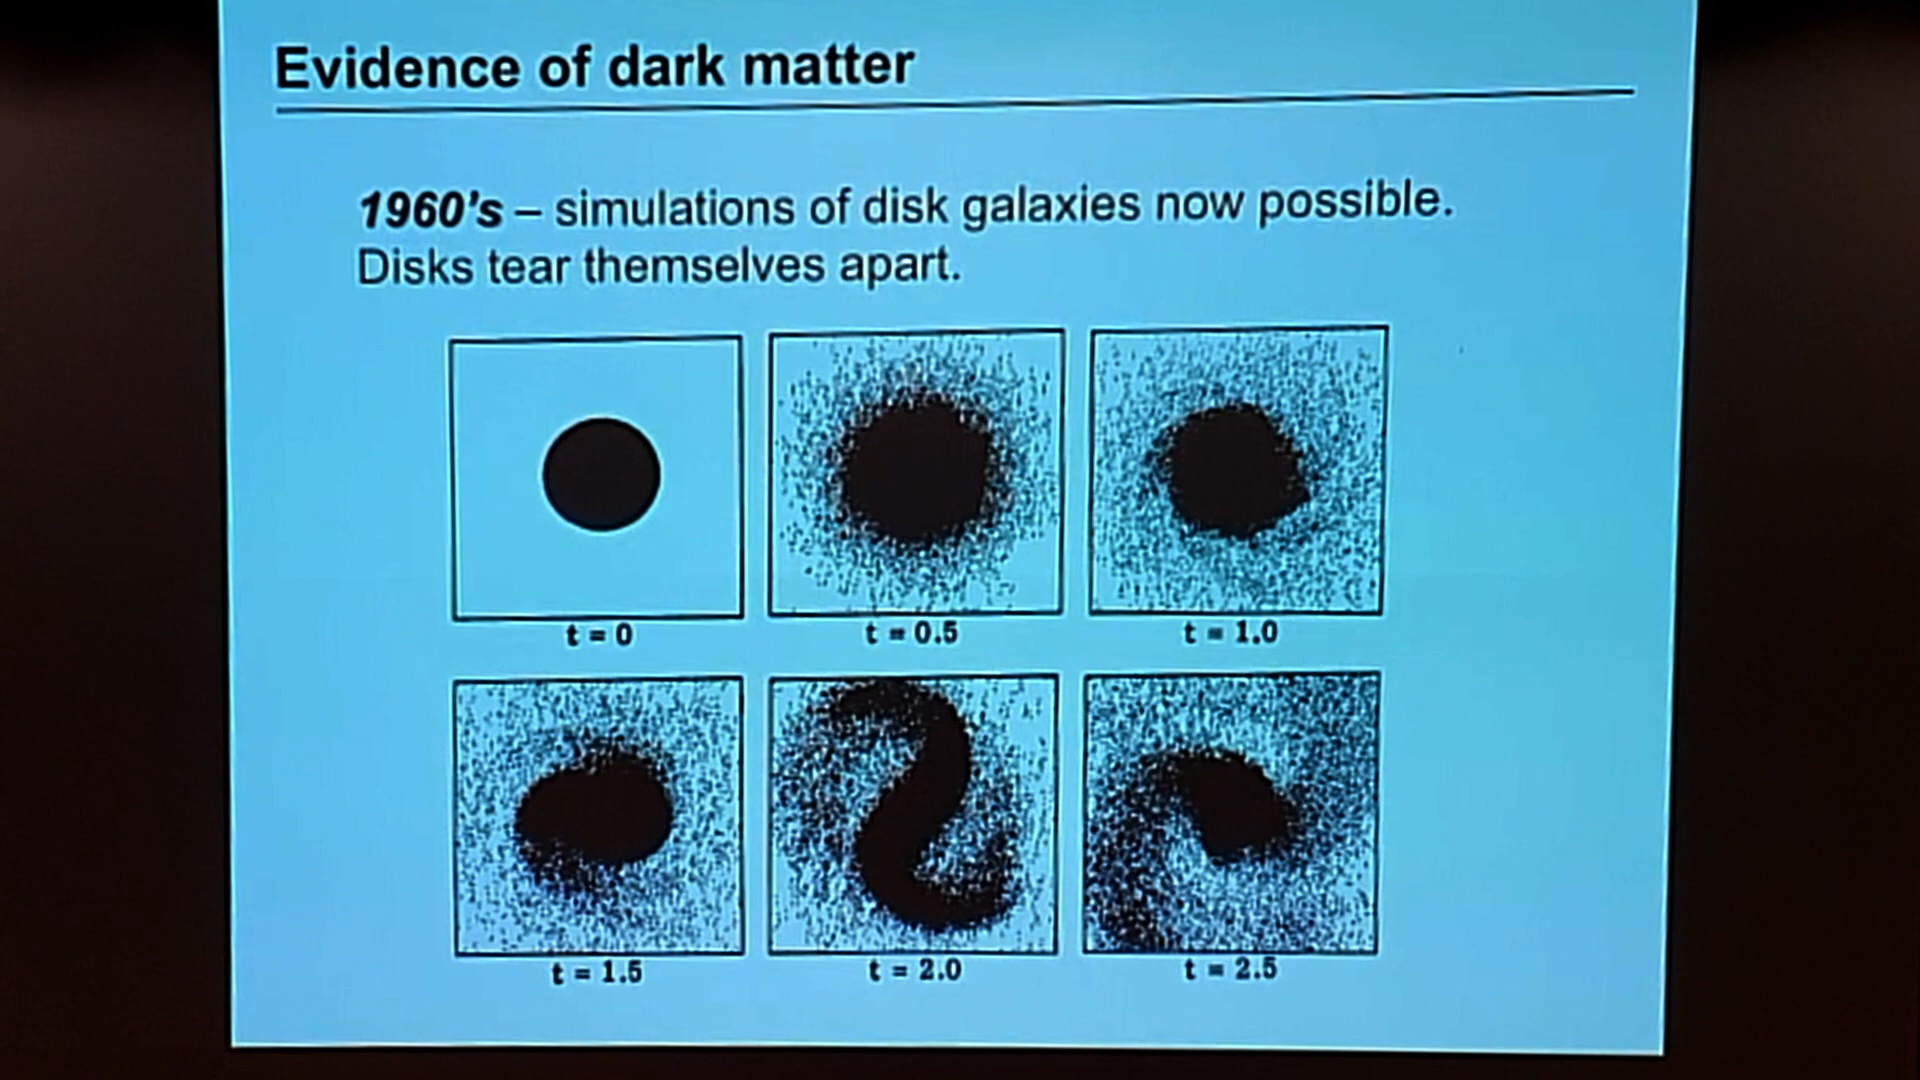 Evidence of dark matter
1960's – simulations of disk galaxies now possible.
Disks tear themselves apart.
t = 0
t = 0.5
t = 1.0
t = 1.5
t = 2.0
t = 2.5